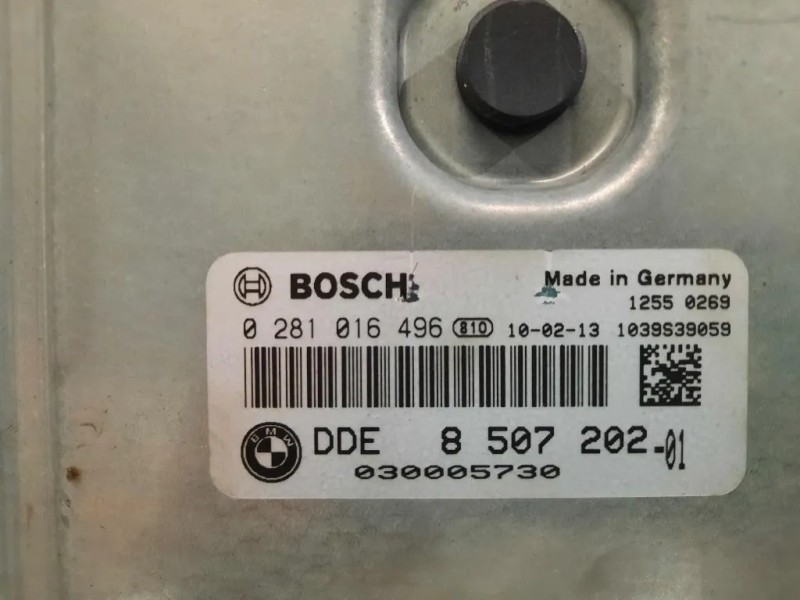 BOSCH Made in Germany
1255 0269
0 281 016 496 810 10-02-13 1039S39059
BMW DDE 8 507 202-01
030005730